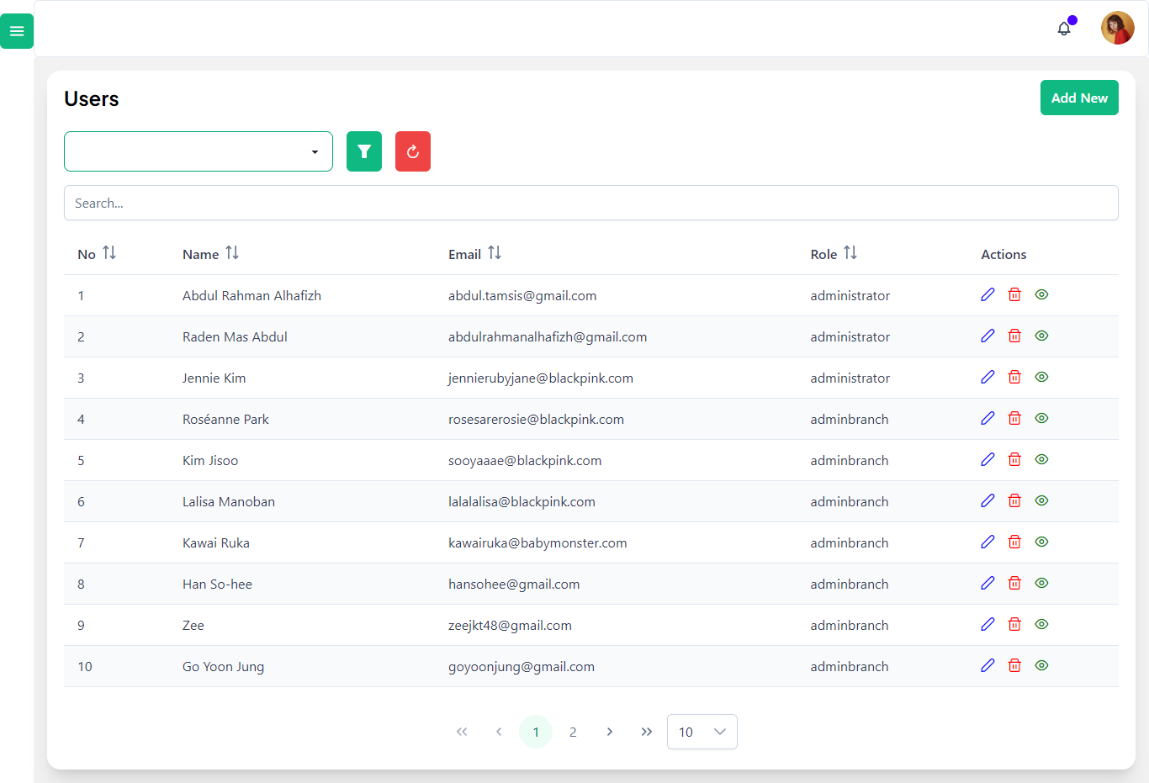 Users
Add New
Search...
No Name Email Role Actions
1 Abdul Rahman Alhafizh abdul.tamsis@gmail.com administrator
2 Raden Mas Abdul abdulrahmanalhafizh@gmail.com administrator
3 Jennie Kim jennierubyjane@blackpink.com administrator
4 Roséanne Park rosesarerosie@blackpink.com adminbranch
5 Kim Jisoo sooyaaae@blackpink.com adminbranch
6 Lalisa Manoban lalalalisa@blackpink.com adminbranch
7 Kawai Ruka kawairuka@babymonster.com adminbranch
8 Han So-hee hansohee@gmail.com adminbranch
9 Zee zeejkt48@gmail.com adminbranch
10 Go Yoon Jung goyoonjung@gmail.com adminbranch
1 2 10